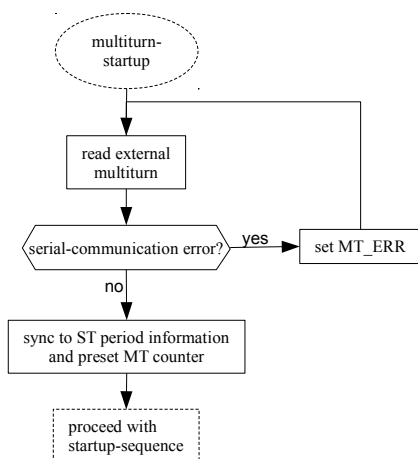 multiturn-
startup
read external
multiturn
serial-communication error?
yes
set MT_ERR
no
sync to ST period information
and preset MT counter
proceed with
startup-sequence